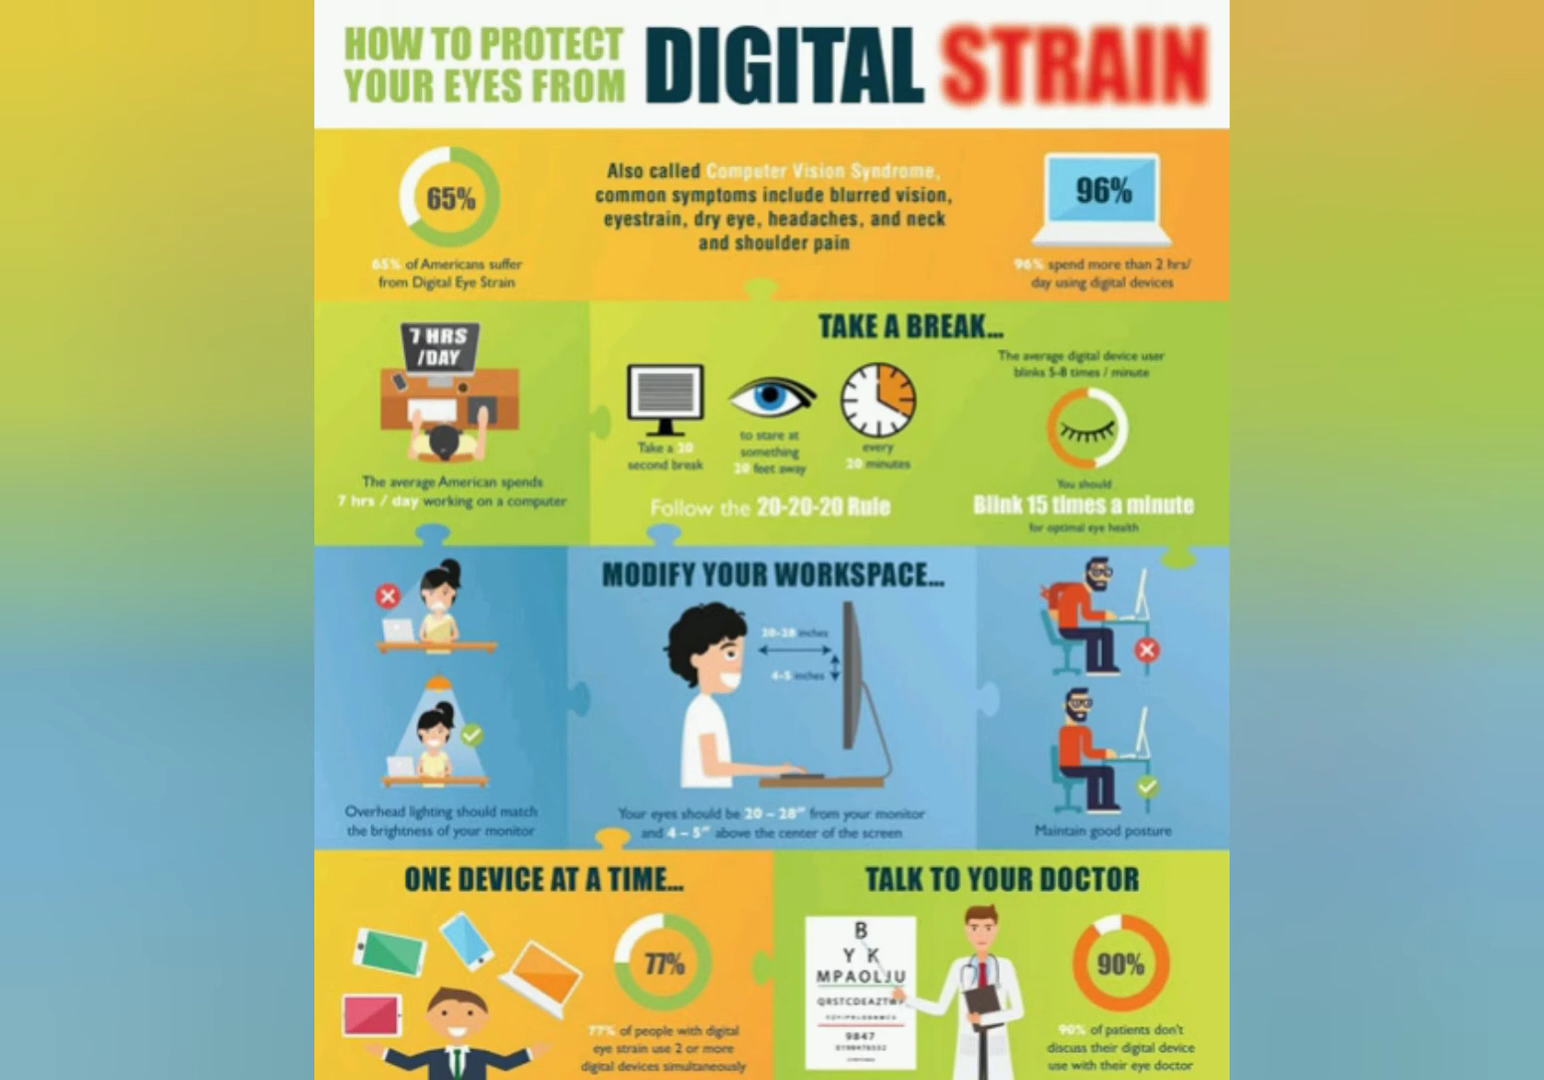 HOW TO PROTECT
YOUR EYES FROM
DIGITAL STRAIN
65%
65% of Americans suffer
from Digital Eye Strain
Also called Computer Vision Syndrome,
common symptoms include blurred vision,
eyestrain, dry eye, headaches, and neck
and shoulder pain
96%
96% spend more than 2 hrs/
day using digital devices
7 HRS
/DAY
The average American spends
7 hrs / day working on a computer
TAKE A BREAK...
Take a 20
second break
to stare at
something
20 feet away
every
20 minutes
Follow the 20-20-20 Rule
The average digital device user
blinks 5-8 times / minute
You should
Blink 15 times a minute
for optimal eye health
Overhead lighting should match
the brightness of your monitor
MODIFY YOUR WORKSPACE...
20-28 inches
4-5 inches
Your eyes should be 20 – 28" from your monitor
and 4 – 5" above the center of the screen
Maintain good posture
ONE DEVICE AT A TIME...
77%
77% of people with digital
eye strain use 2 or more
digital devices simultaneously
TALK TO YOUR DOCTOR
B
Y K
MPAOLJU
9847
90%
90% of patients don't
discuss their digital device
use with their eye doctor